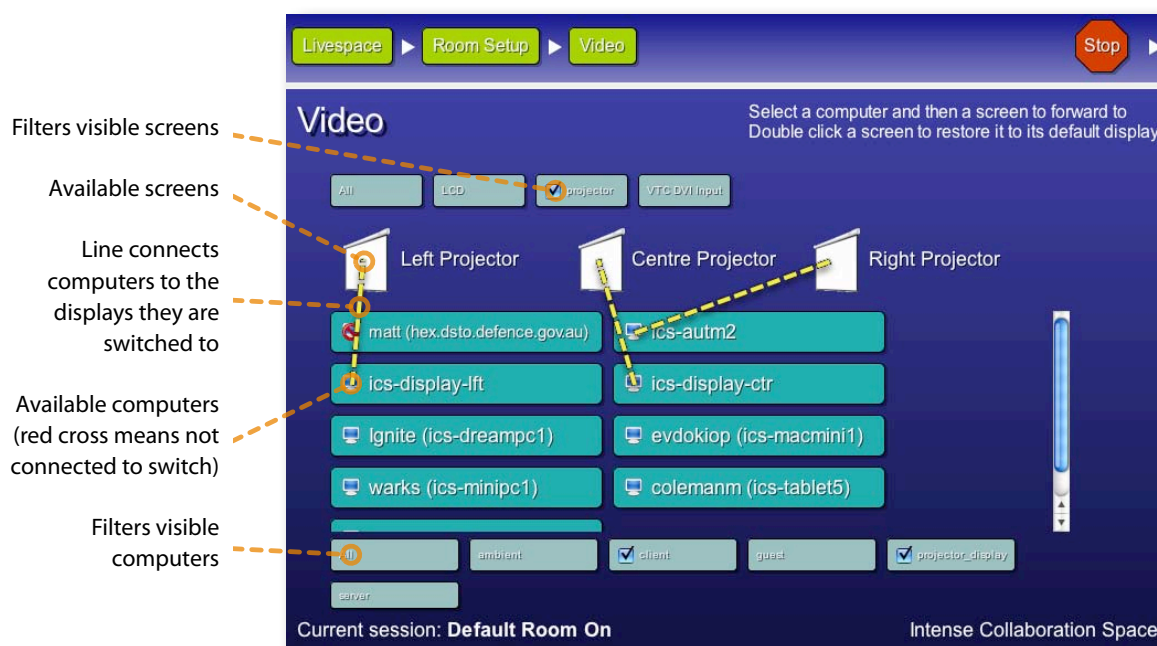 Livespace
Room Setup
Video
Stop
Video
Select a computer and then a screen to forward to
Double click a screen to restore it to its default display
Filters visible screens
All
LCD
projector
VTC DVI Input
Available screens
Left Projector
Centre Projector
Right Projector
Line connects
computers to the
displays they are
switched to
matt (hex.dsto.defence.gov.au)
ics-autm2
ics-display-lft
ics-display-ctr
Available computers
(red cross means not
connected to switch)
Ignite (ics-dreampc1)
evdokiop (ics-macmini1)
warks (ics-minipc1)
colemanm (ics-tablet5)
Filters visible
computers
All
ambient
client
guest
projector_display
server
Current session: Default Room On
Intense Collaboration Space